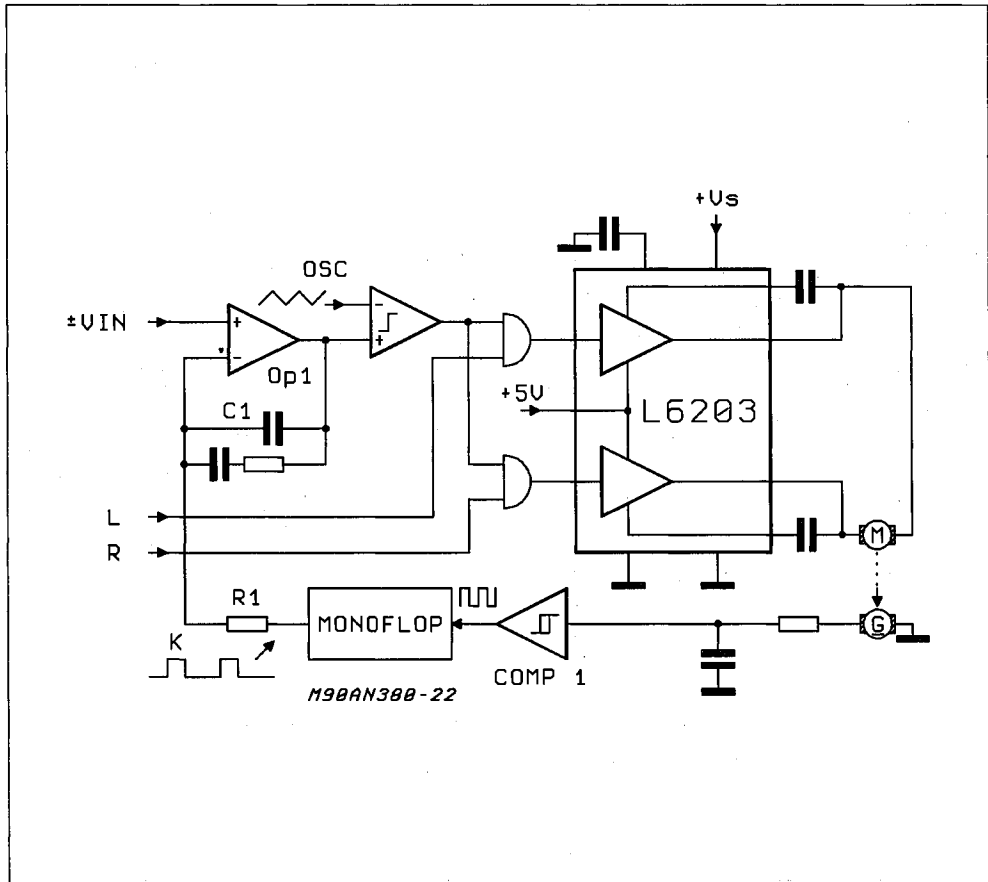 +Vs
OSC
±VIN
+
-
-
+
Op1
+5V
L6203
C1
L
R
M
R1
MONOFLOP
G
K
COMP 1
M90AN380-22